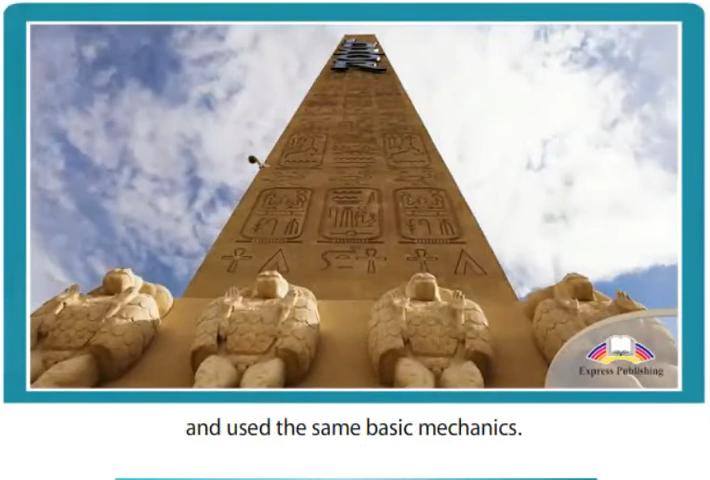 Express Publishing
and used the same basic mechanics.